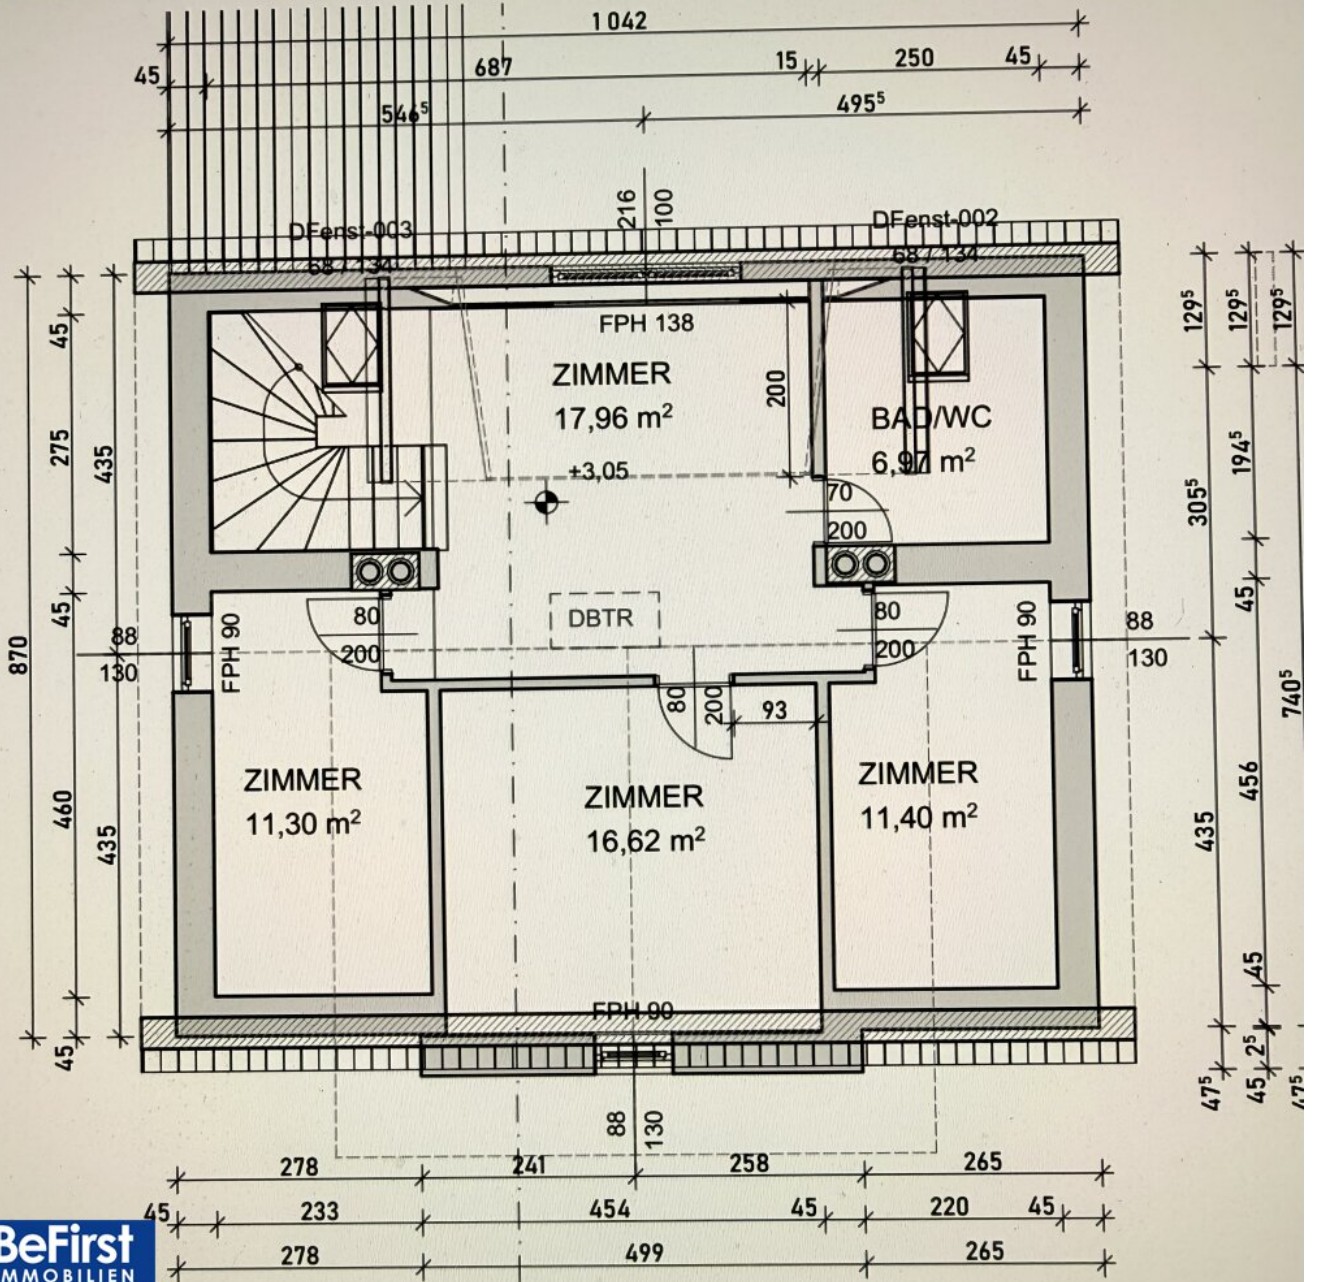 1 042
45
687
15
250
45
546⁵
495⁵
216
100
DFenst-003
68 / 134
DFenst-002
68 / 134
FPH 138
ZIMMER
17,96 m²
+3,05
200
BAD/WC
6,97 m²
70
200
45
275
45
435
870
460
435
45
88
130
FPH 90
80
200
DBTR
80
200
FPH 90
88
130
80
200
93
ZIMMER
11,30 m²
ZIMMER
16,62 m²
ZIMMER
11,40 m²
FPH 90
88
130
129⁵
129⁵
129⁵
194⁵
305⁵
45
740⁵
456
435
45
2⁵
47⁵
45
47⁵
278
241
258
265
45
233
454
45
220
45
278
499
265
BeFirst
IMMOBILIEN